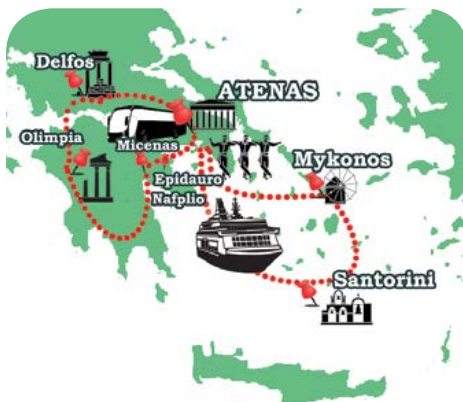 Delfos
ATENAS
Olimpia
Micenas
Epidauro
Mykonos
Nafplio
Santorini